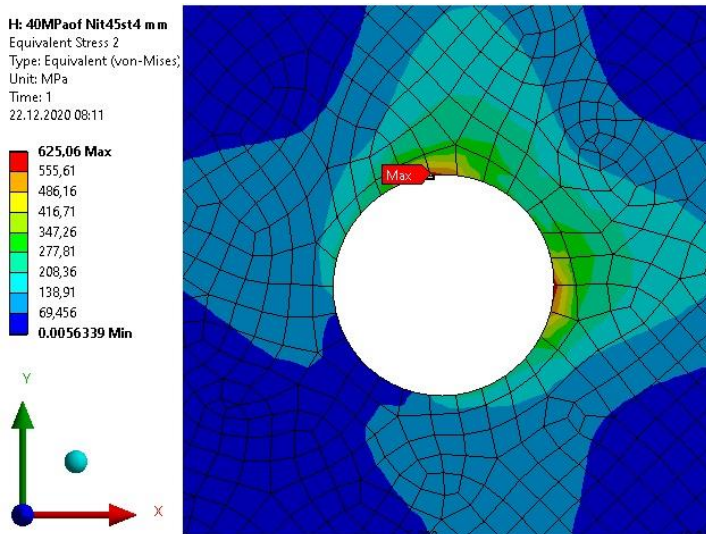 H: 40MPaof Nit45st4 mm
Equivalent Stress 2
Type: Equivalent (von-Mises)
Unit: MPa
Time: 1
22.12.2020 08:11
625,06 Max
555,61
486,16
416,71
347,26
277,81
208,36
138,91
69,456
0.0056339 Min
Max
Y
X